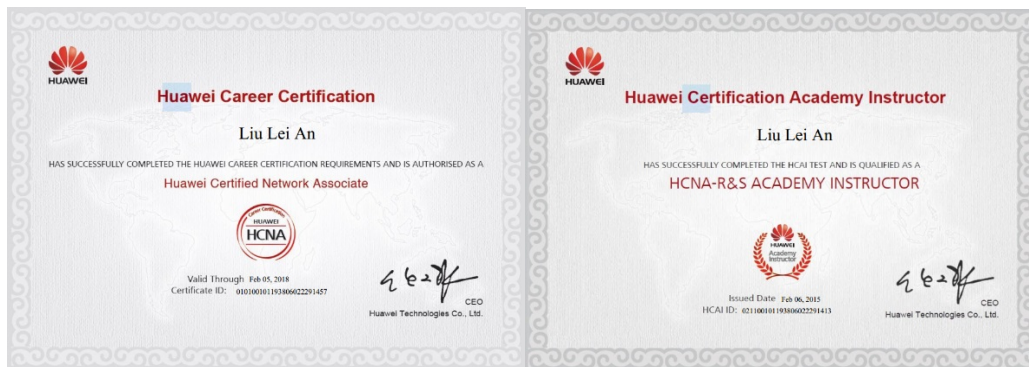 HUAWEI
Huawei Career Certification
Liu Lei An
HAS SUCCESSFULLY COMPLETED THE HUAWEI CAREER CERTIFICATION REQUIREMENTS AND IS AUTHORISED AS A
Huawei Certified Network Associate
Career Certification
HUAWEI
HCNA
Valid Through Feb 05, 2018
Certificate ID: 010100101193806022291457
CEO
Huawei Technologies Co., Ltd.
HUAWEI
Huawei Certification Academy Instructor
Liu Lei An
HAS SUCCESSFULLY COMPLETED THE HCAI TEST AND IS QUALIFIED AS A
HCNA-R&S ACADEMY INSTRUCTOR
HUAWEI
Academy
Instructor
Issued Date Feb 06, 2015
HCAI ID: 021100101193806022291413
CEO
Huawei Technologies Co., Ltd.